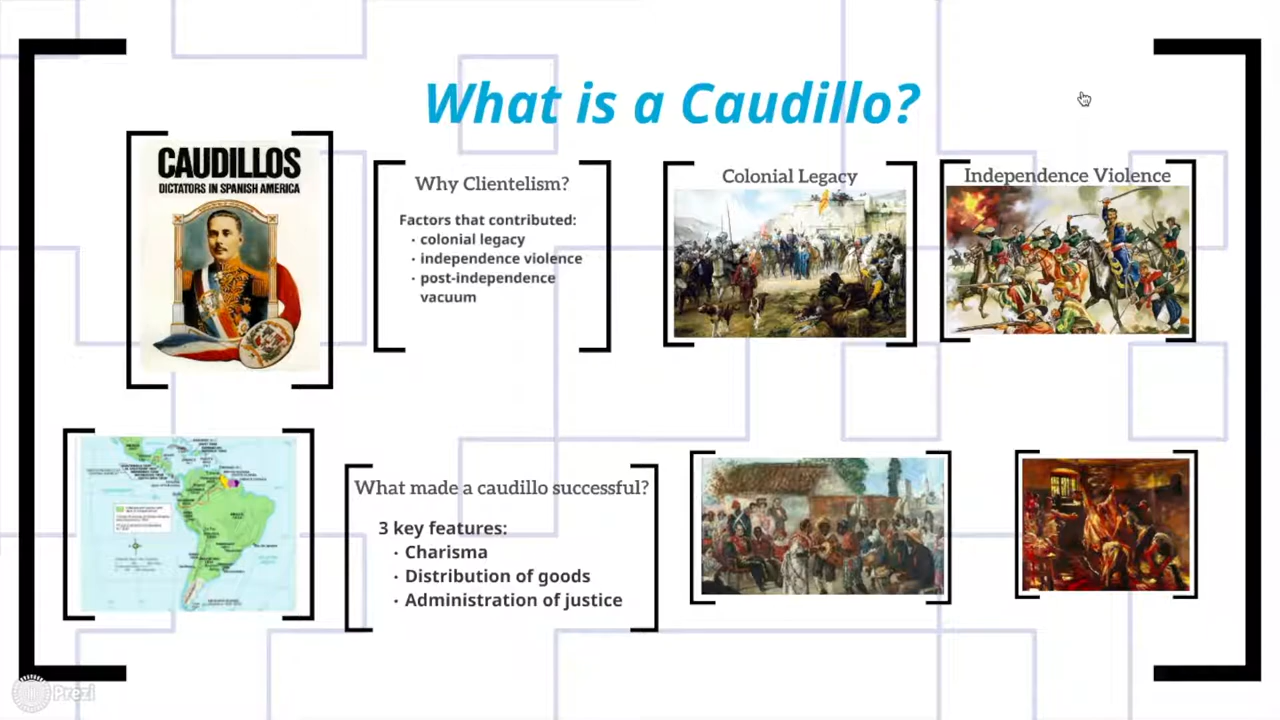 What is a Caudillo?
CAUDILLOS
DICTATORS IN SPANISH AMERICA
Why Clientelism?
Factors that contributed:
· colonial legacy
· independence violence
· post-independence
vacuum
Colonial Legacy
Independence Violence
What made a caudillo successful?
3 key features:
· Charisma
· Distribution of goods
· Administration of justice
Prezi